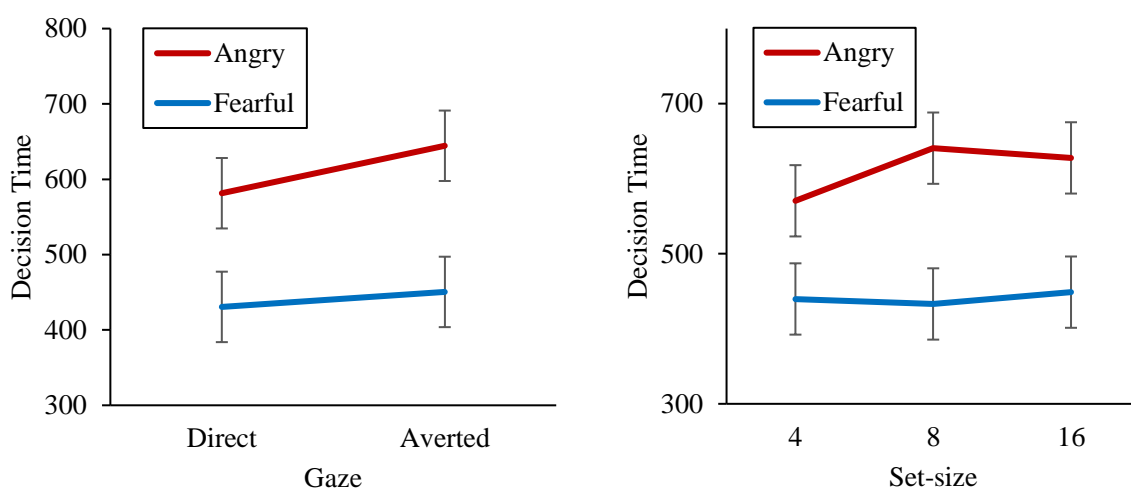 800
700
600
500
400
300
Decision Time
Angry
Fearful
Direct
Averted
Gaze
700
500
300
Decision Time
Angry
Fearful
4
8
16
Set-size